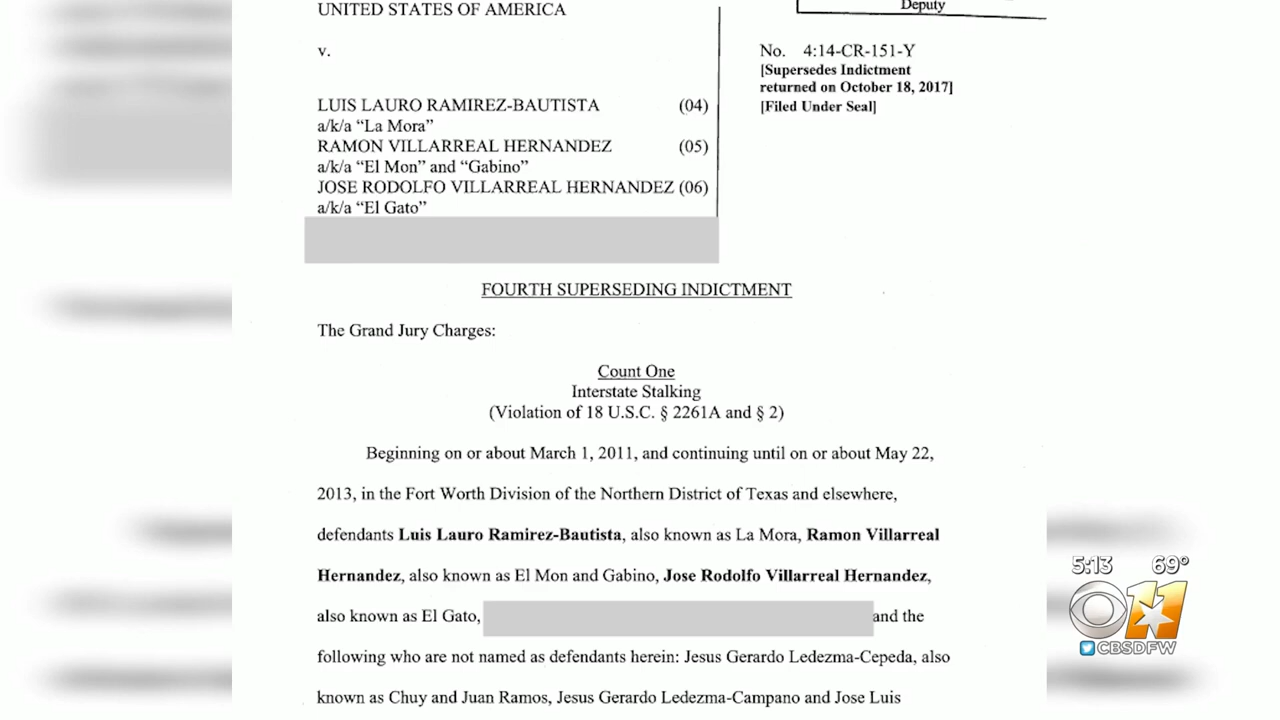 Deputy
UNITED STATES OF AMERICA
v.
No. 4:14-CR-151-Y
[Supersedes Indictment
returned on October 18, 2017]
[Filed Under Seal]
LUIS LAURO RAMIREZ-BAUTISTA (04)
a/k/a “La Mora”
RAMON VILLARREAL HERNANDEZ (05)
a/k/a “El Mon” and “Gabino”
JOSE RODOLFO VILLARREAL HERNANDEZ (06)
a/k/a “El Gato”
FOURTH SUPERSEDING INDICTMENT
The Grand Jury Charges:
Count One
Interstate Stalking
(Violation of 18 U.S.C. § 2261A and § 2)
Beginning on or about March 1, 2011, and continuing until on or about May 22,
2013, in the Fort Worth Division of the Northern District of Texas and elsewhere,
defendants Luis Lauro Ramirez-Bautista, also known as La Mora, Ramon Villarreal
Hernandez, also known as El Mon and Gabino, Jose Rodolfo Villarreal Hernandez,
also known as El Gato, and the
following who are not named as defendants herein: Jesus Gerardo Ledezma-Cepeda, also
known as Chuy and Juan Ramos, Jesus Gerardo Ledezma-Campano and Jose Luis
5:13 69°
11
CBSDFW